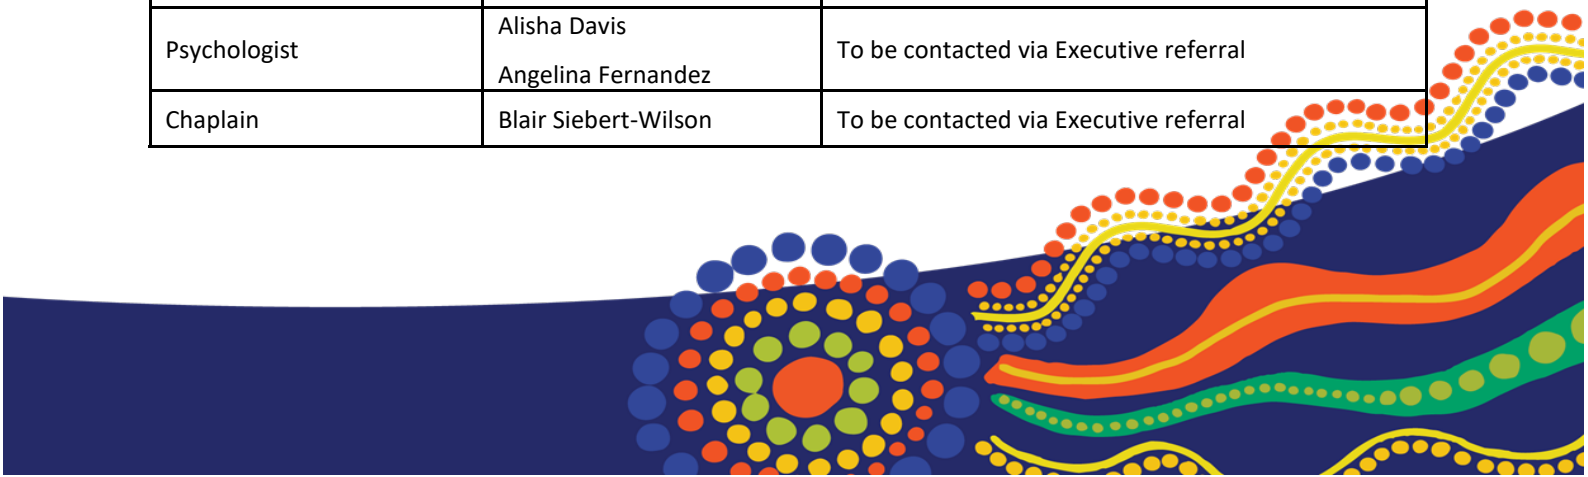 Alisha Davis
Psychologist
To be contacted via Executive referral
Angelina Fernandez
Chaplain
Blair Siebert-Wilson
To be contacted via Executive referral